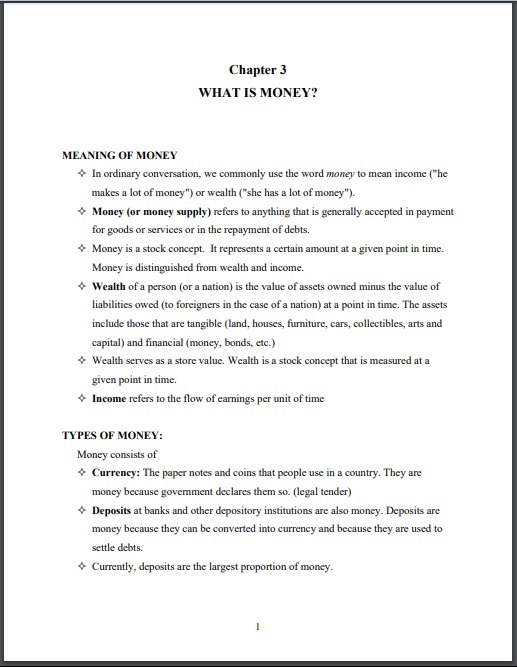 Chapter 3
WHAT IS MONEY?
MEANING OF MONEY
✧ In ordinary conversation, we commonly use the word money to mean income ("he
makes a lot of money") or wealth ("she has a lot of money").
✧ Money (or money supply) refers to anything that is generally accepted in payment
for goods or services or in the repayment of debts.
✧ Money is a stock concept.  It represents a certain amount at a given point in time.
Money is distinguished from wealth and income.
✧ Wealth of a person (or a nation) is the value of assets owned minus the value of
liabilities owed (to foreigners in the case of a nation) at a point in time. The assets
include those that are tangible (land, houses, furniture, cars, collectibles, arts and
capital) and financial (money, bonds, etc.)
✧ Wealth serves as a store value. Wealth is a stock concept that is measured at a
given point in time.
✧ Income refers to the flow of earnings per unit of time
TYPES OF MONEY:
Money consists of
✧ Currency: The paper notes and coins that people use in a country. They are
money because government declares them so. (legal tender)
✧ Deposits at banks and other depository institutions are also money. Deposits are
money because they can be converted into currency and because they are used to
settle debts.
✧ Currently, deposits are the largest proportion of money.
1